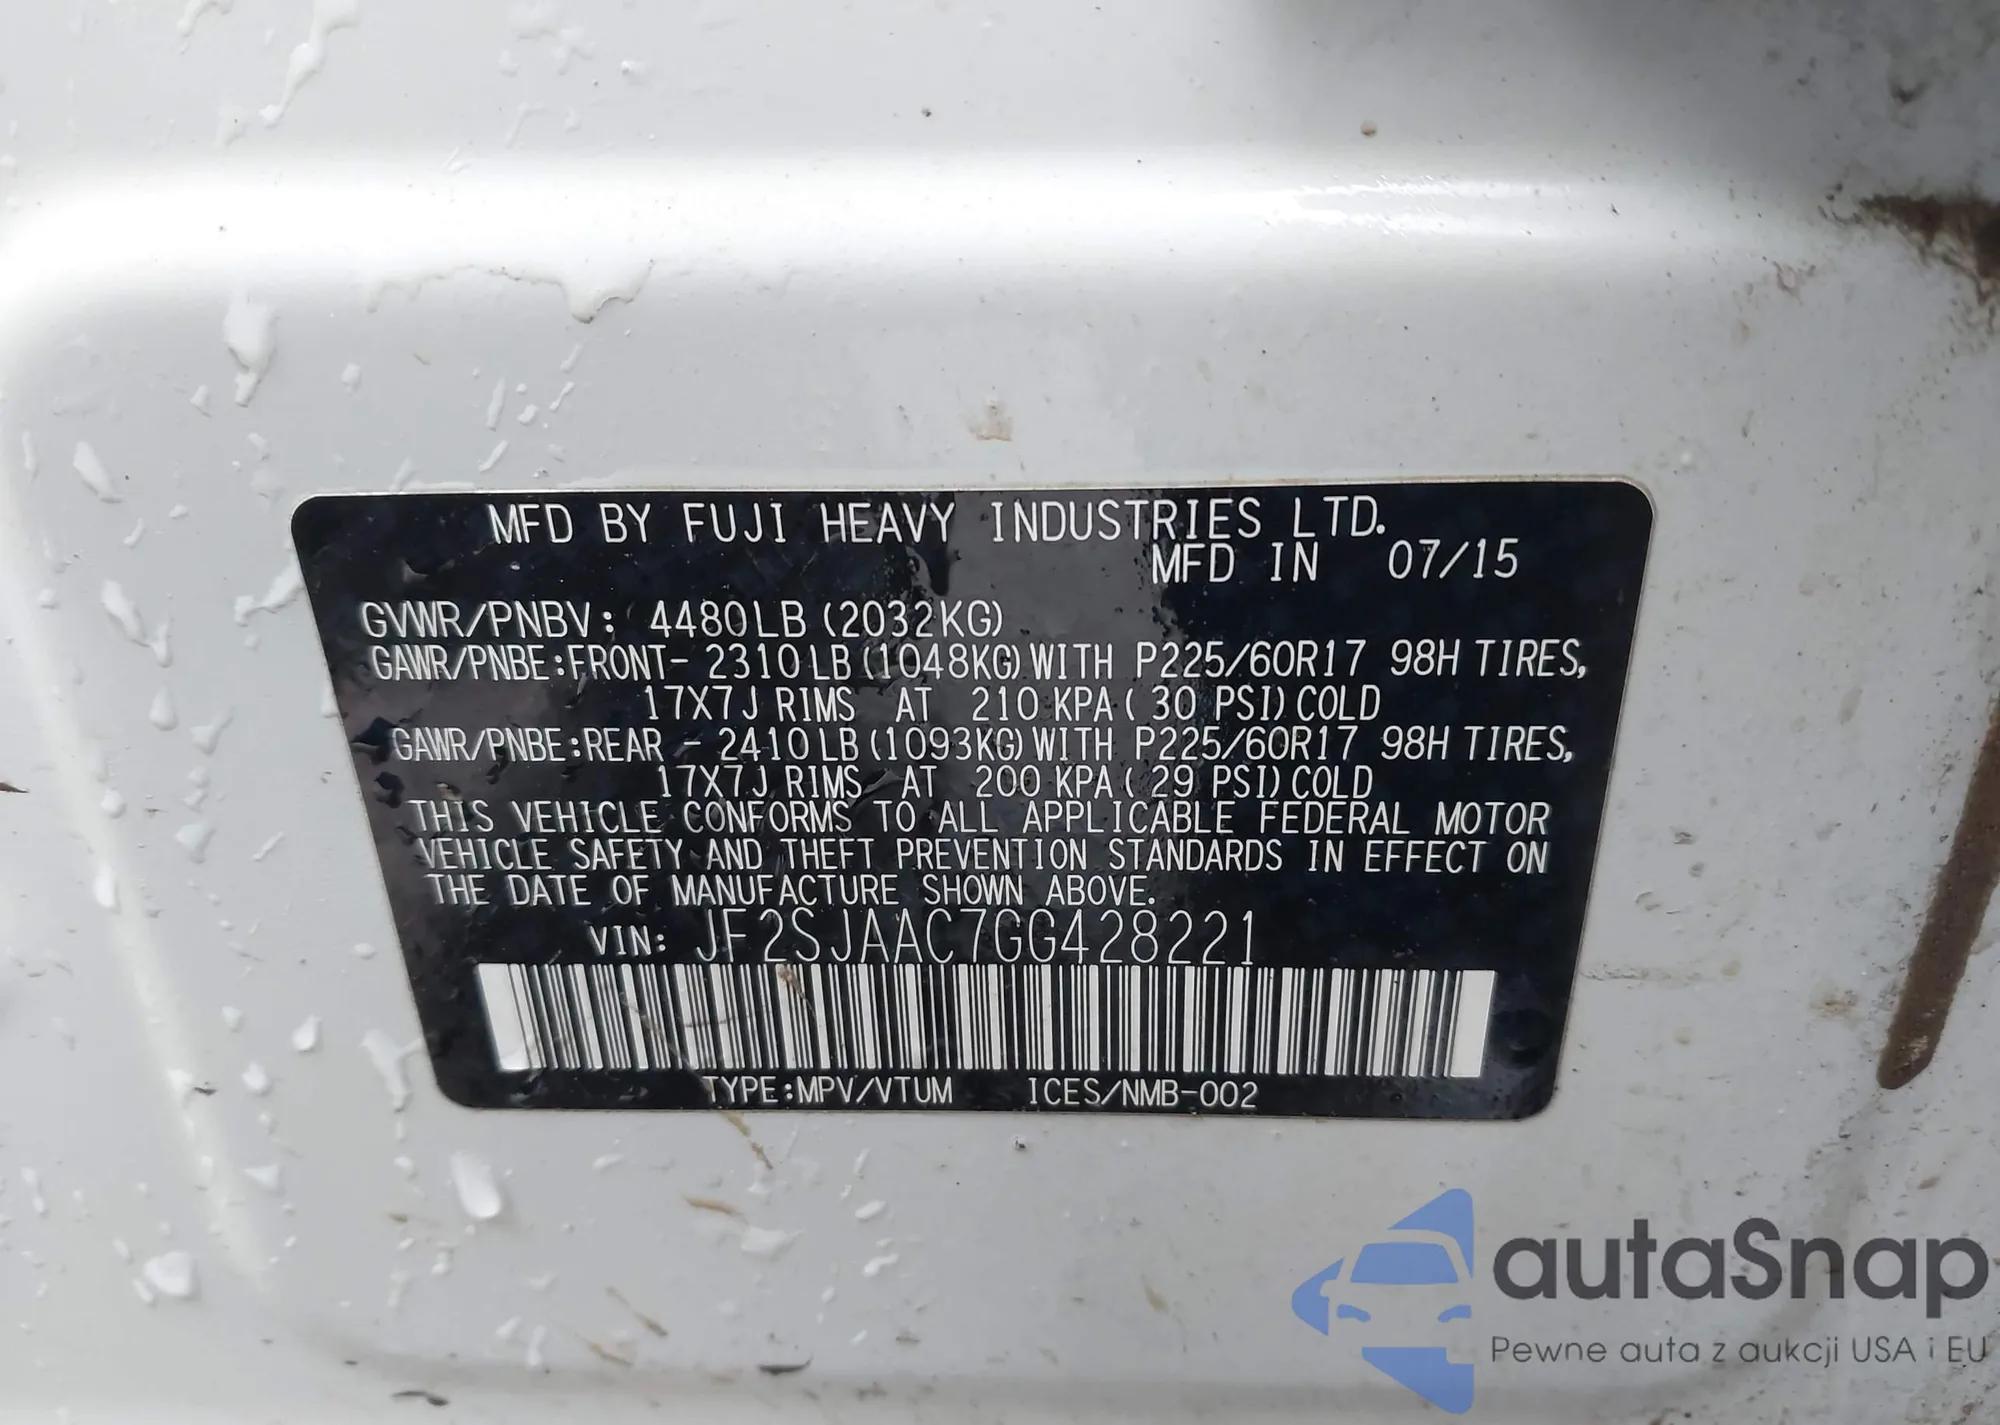 MFD BY FUJI HEAVY INDUSTRIES LTD.
MFD IN 07/15
GVWR/PNBV: 4480LB (2032KG)
GAWR/PNBE:FRONT- 2310LB (1048KG) WITH P225/60R17 98H TIRES,
17X7J RIMS AT 210 KPA( 30 PSI) COLD
GAWR/PNBE:REAR - 2410LB (1093KG) WITH P225/60R17 98H TIRES,
17X7J RIMS AT 200 KPA( 29 PSI) COLD
THIS VEHICLE CONFORMS TO ALL APPLICABLE FEDERAL MOTOR
VEHICLE SAFETY AND THEFT PREVENTION STANDARDS IN EFFECT ON
THE DATE OF MANUFACTURE SHOWN ABOVE.
VIN: JF2SJAAC7GG428221
TYPE:MPV/VTUM ICES/NMB-002
autaSnap
Pewne auta z aukcji USA i EU